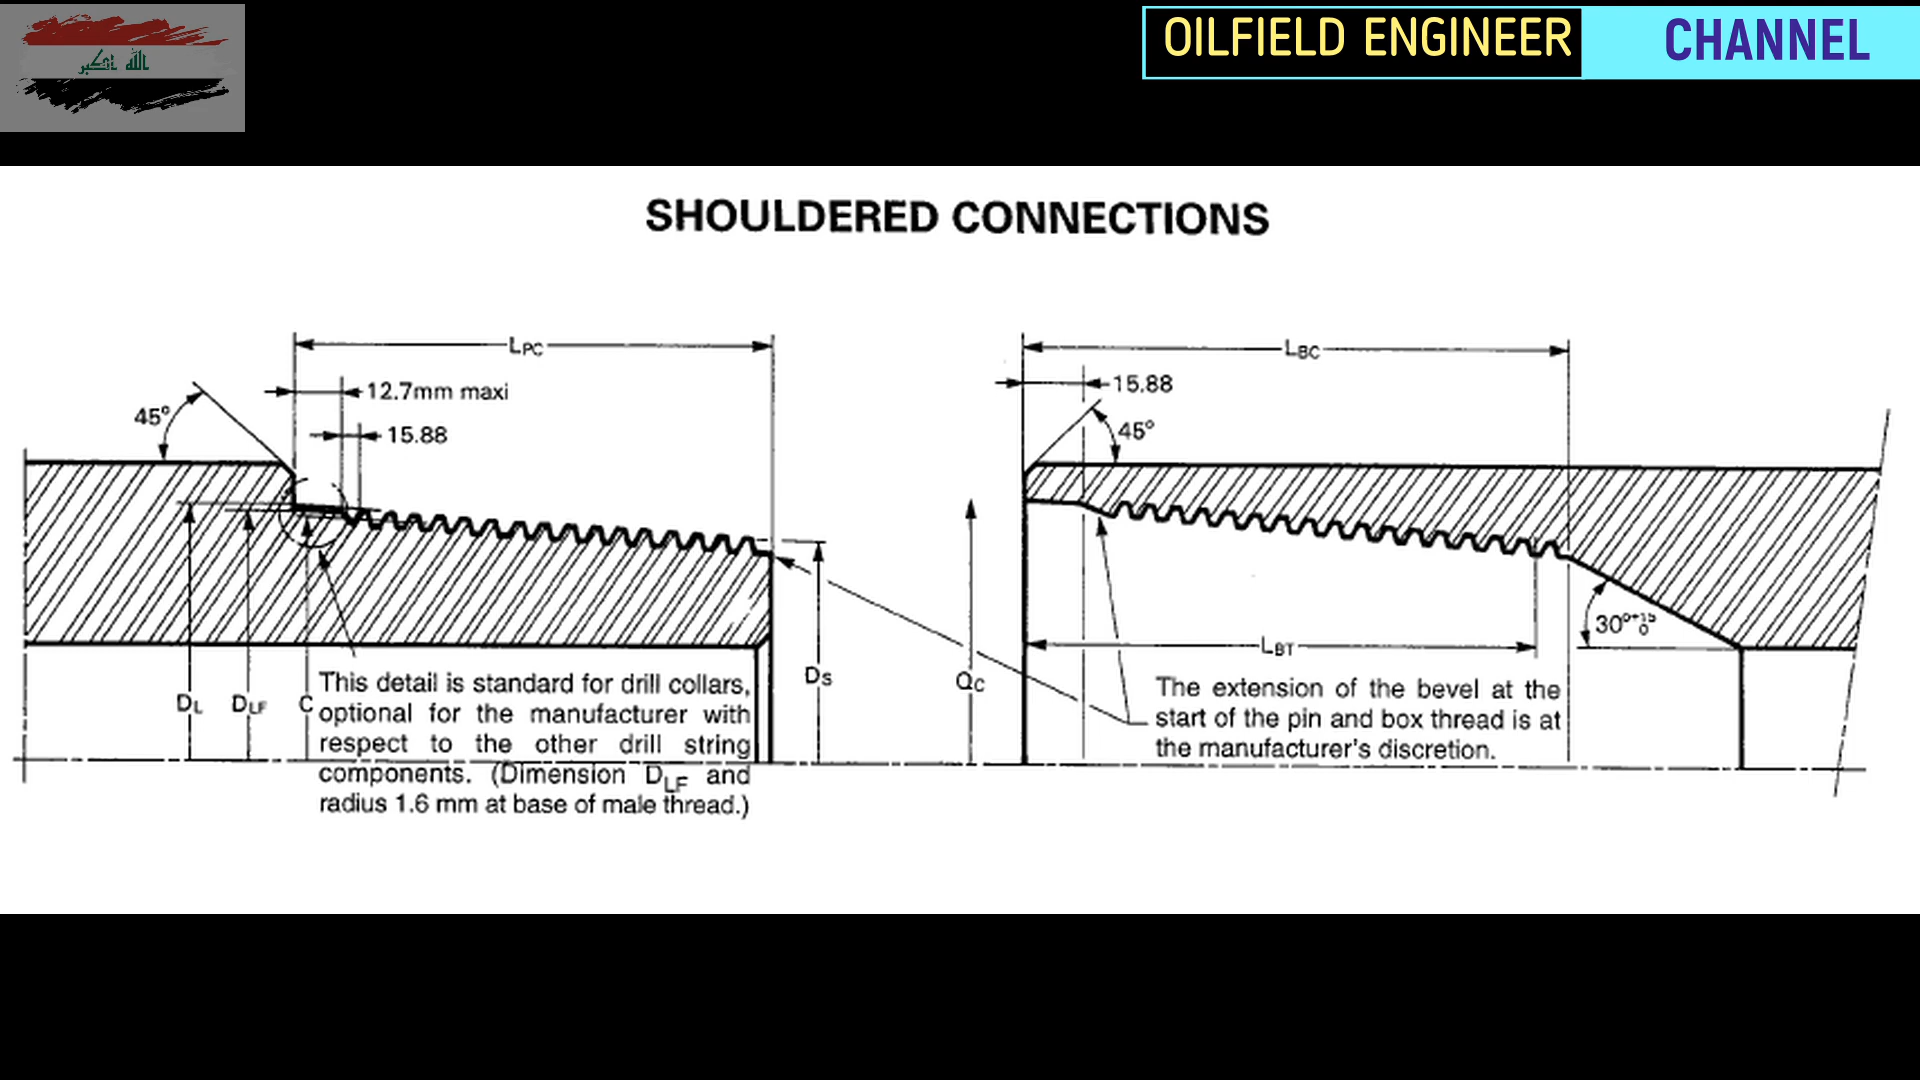 الله اكبر
OILFIELD ENGINEER
CHANNEL
SHOULDERED CONNECTIONS
LPC
12.7mm maxi
45°
15.88
LBC
15.88
45°
DL
DLF
C
This detail is standard for drill collars,
optional for the manufacturer with
respect to the other drill string
components. (Dimension DLF and
radius 1.6 mm at base of male thread.)
DS
QC
LBT
The extension of the bevel at the
start of the pin and box thread is at
the manufacturer's discretion.